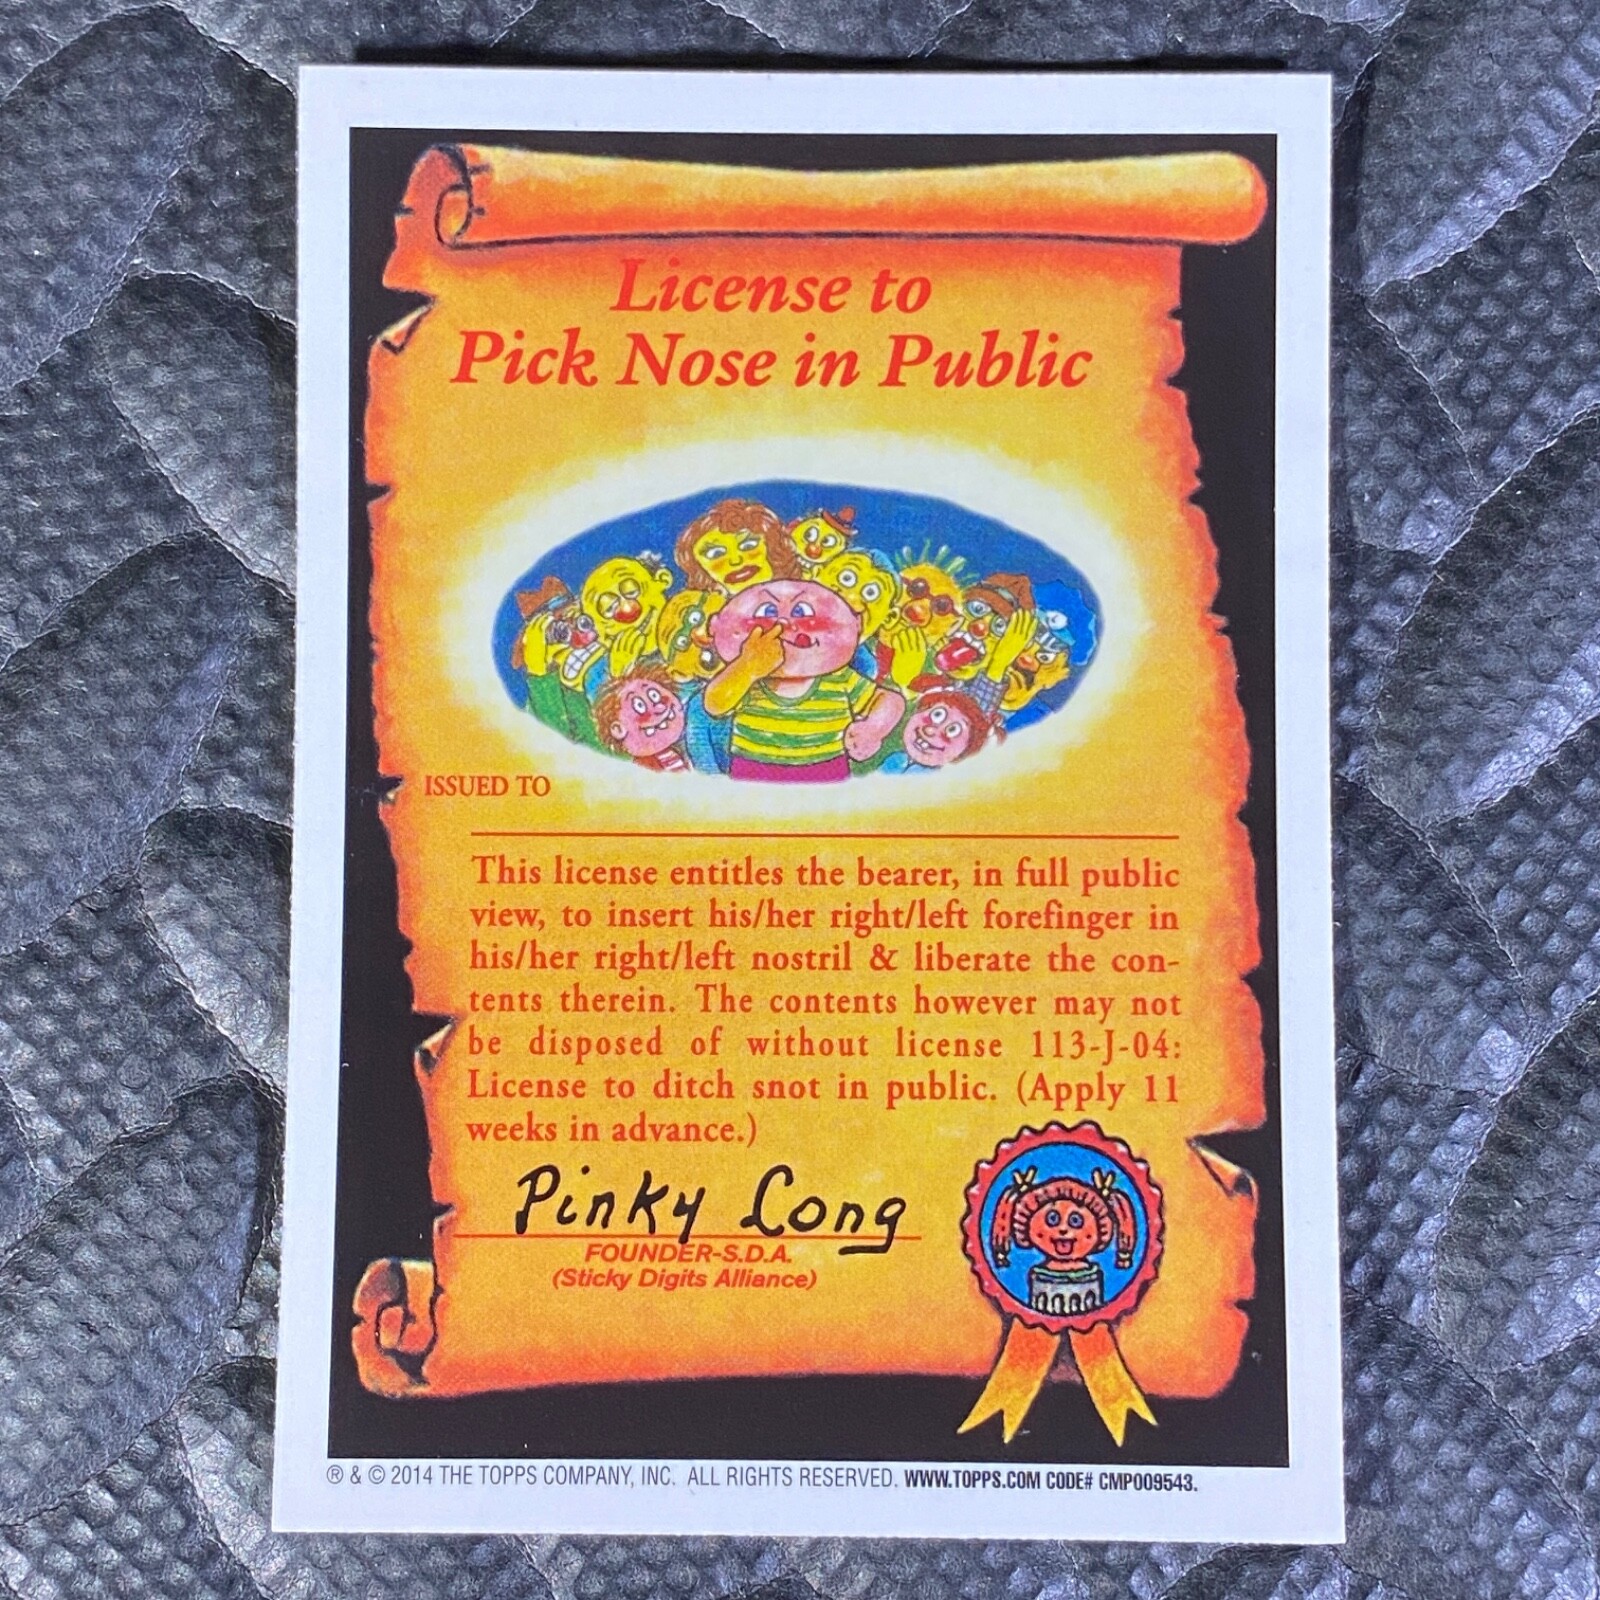 License to
Pick Nose in Public
ISSUED TO
This license entitles the bearer, in full public
view, to insert his/her right/left forefinger in
his/her right/left nostril & liberate the con-
tents therein. The contents however may not
be disposed of without license 113-J-04:
License to ditch snot in public. (Apply 11
weeks in advance.)
Pinky Long
FOUNDER-S.D.A.
(Sticky Digits Alliance)
® & © 2014 THE TOPPS COMPANY, INC. ALL RIGHTS RESERVED. WWW.TOPPS.COM CODE# CMP009543.